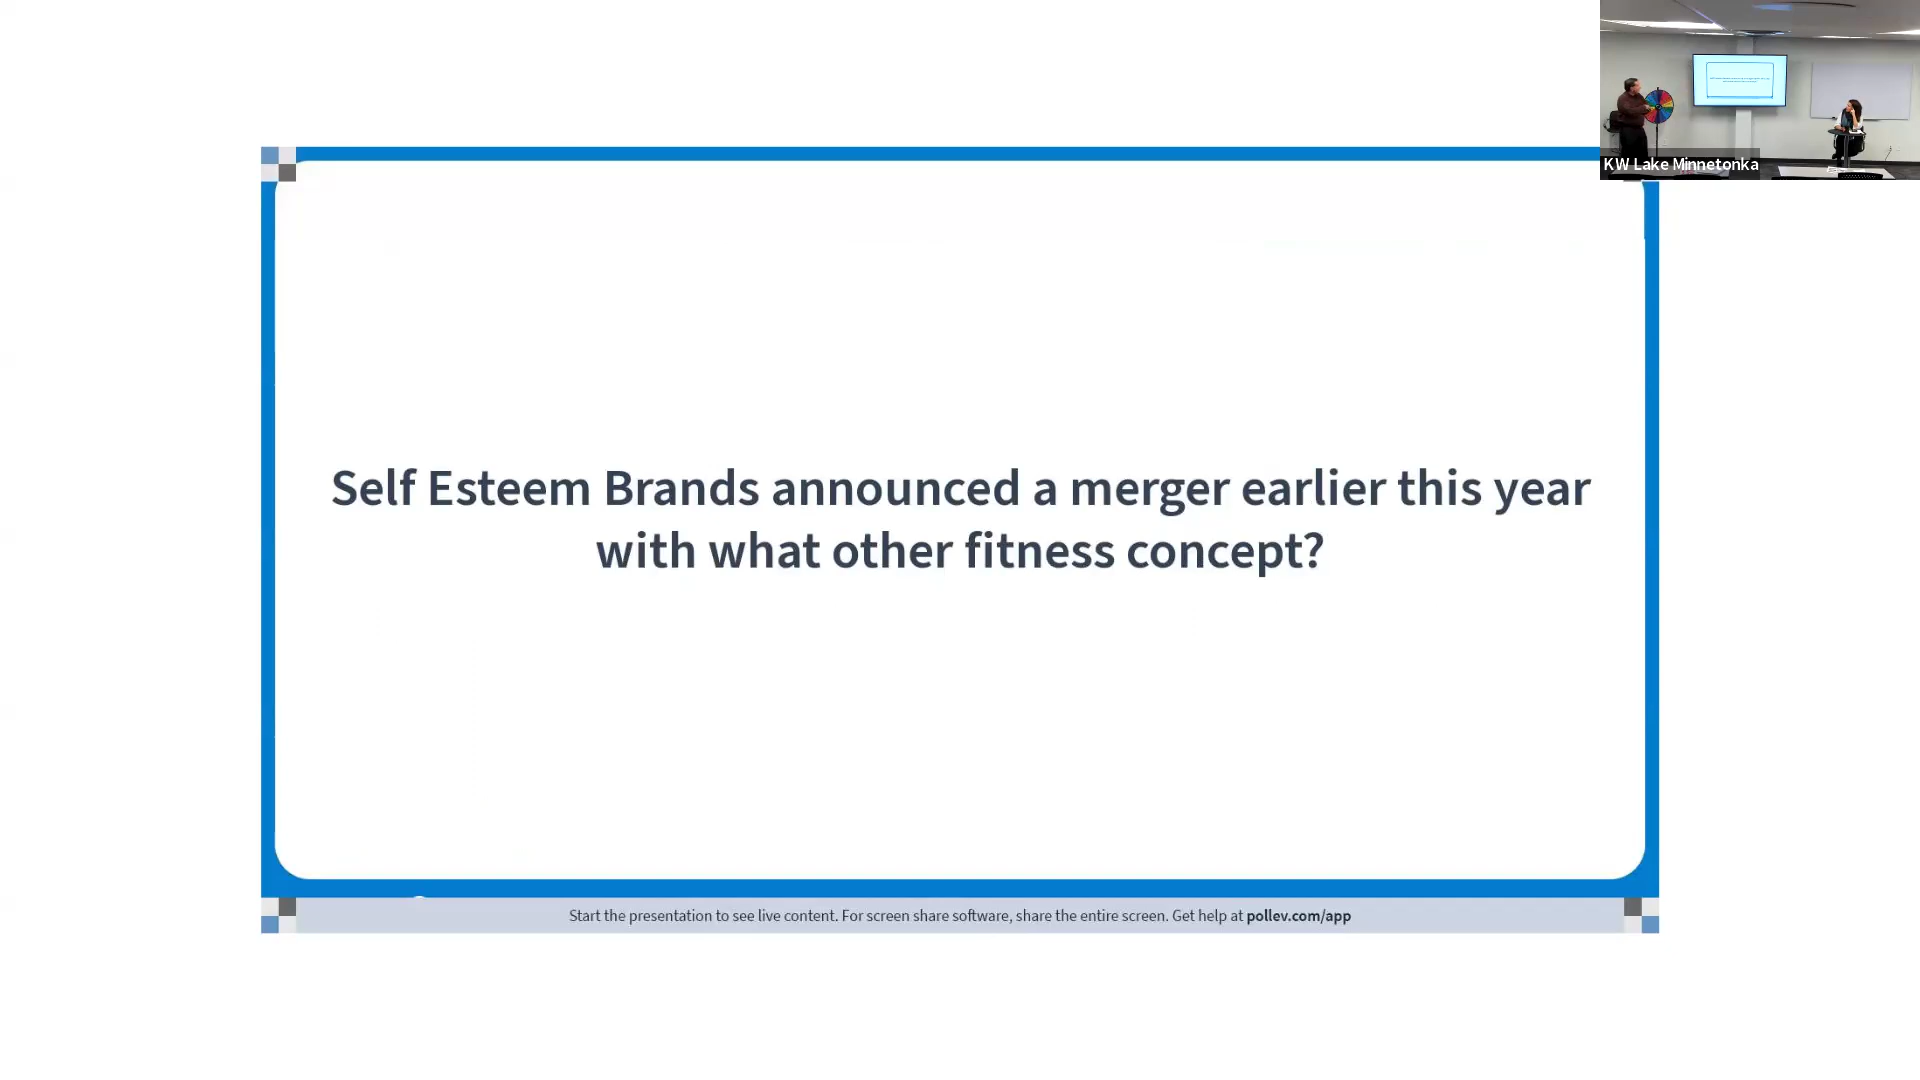 KW Lake Minnetonka
Self Esteem Brands announced a merger earlier this year
with what other fitness concept?
Start the presentation to see live content. For screen share software, share the entire screen. Get help at pollev.com/app